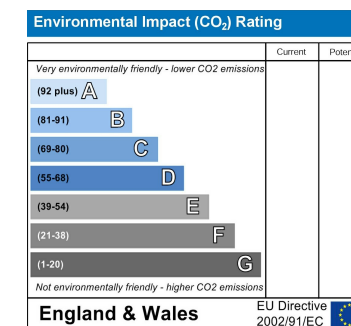 Environmental Impact (CO₂) Rating
Current Poten
Very environmentally friendly - lower CO2 emissions
(92 plus) A
(81-91) B
(69-80) C
(55-68) D
(39-54) E
(21-38) F
(1-20) G
Not environmentally friendly - higher CO2 emissions
England & Wales
EU Directive
2002/91/EC